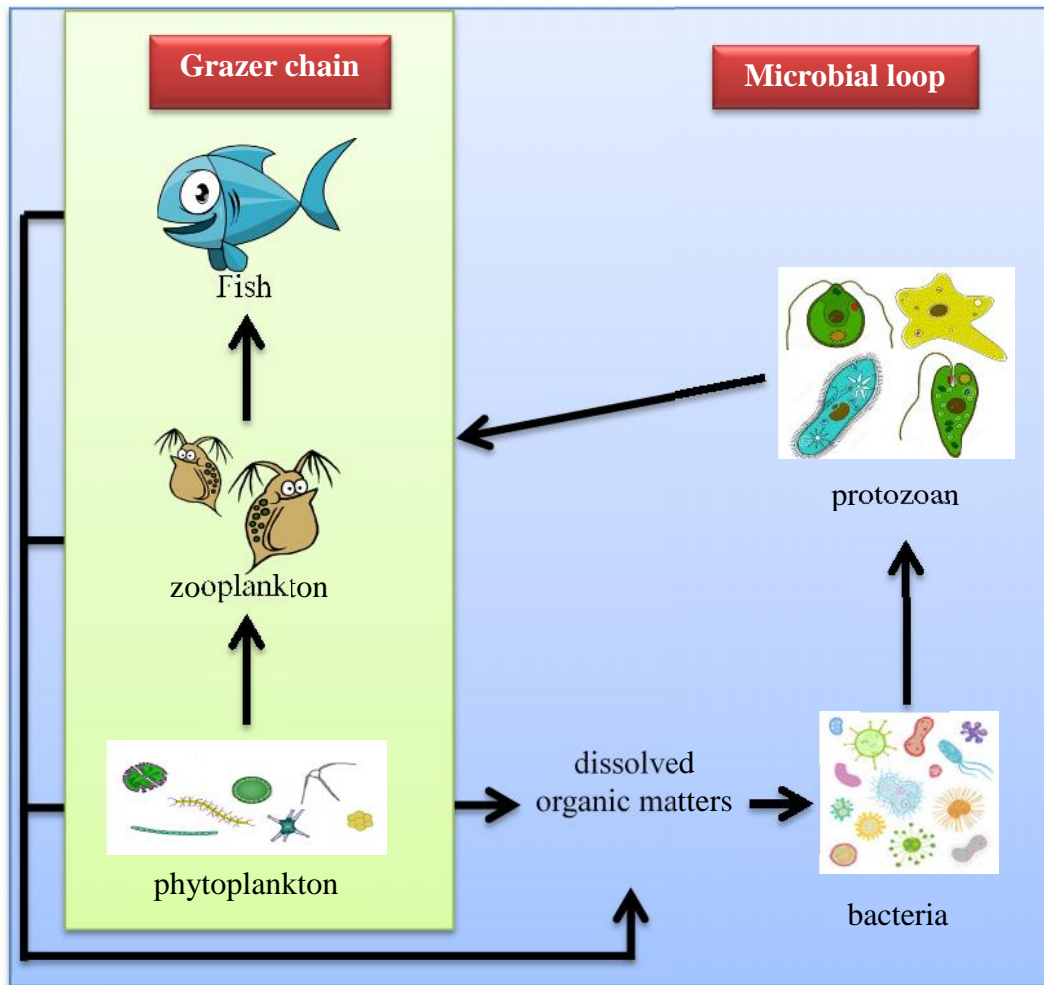 Grazer chain
Microbial loop
Fish
zooplankton
phytoplankton
dissolved
organic matters
protozoan
bacteria